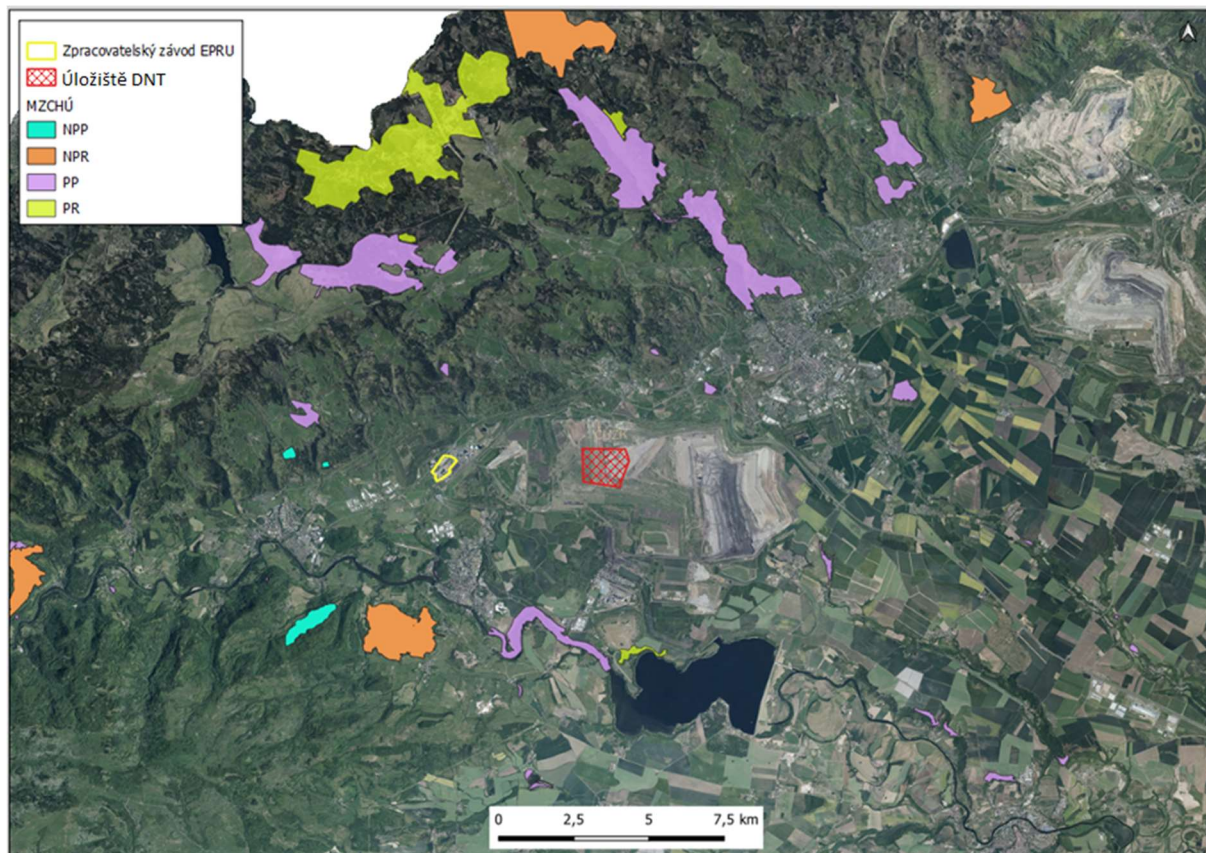 Zpracovatelský závod EPRU
Úložiště DNT
MZCHÚ
NPP
NPR
PP
PR
0 2,5 5 7,5 km